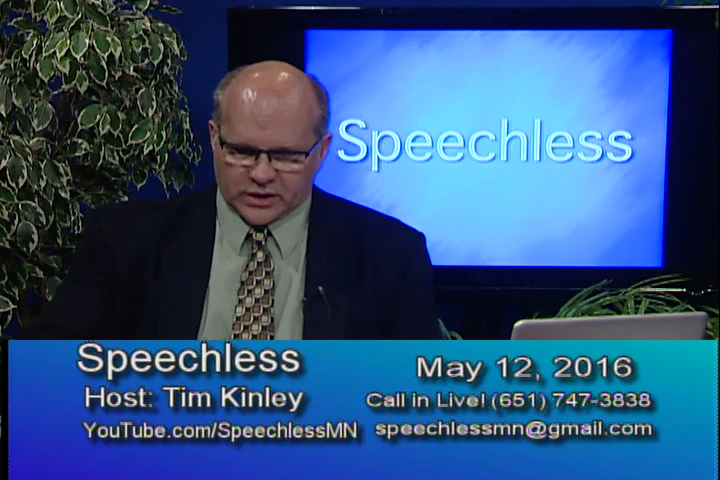 Speechless
Speechless
Host: Tim Kinley
YouTube.com/SpeechlessMN
May 12, 2016
Call in Live! (651) 747-3838
speechlessmn@gmail.com